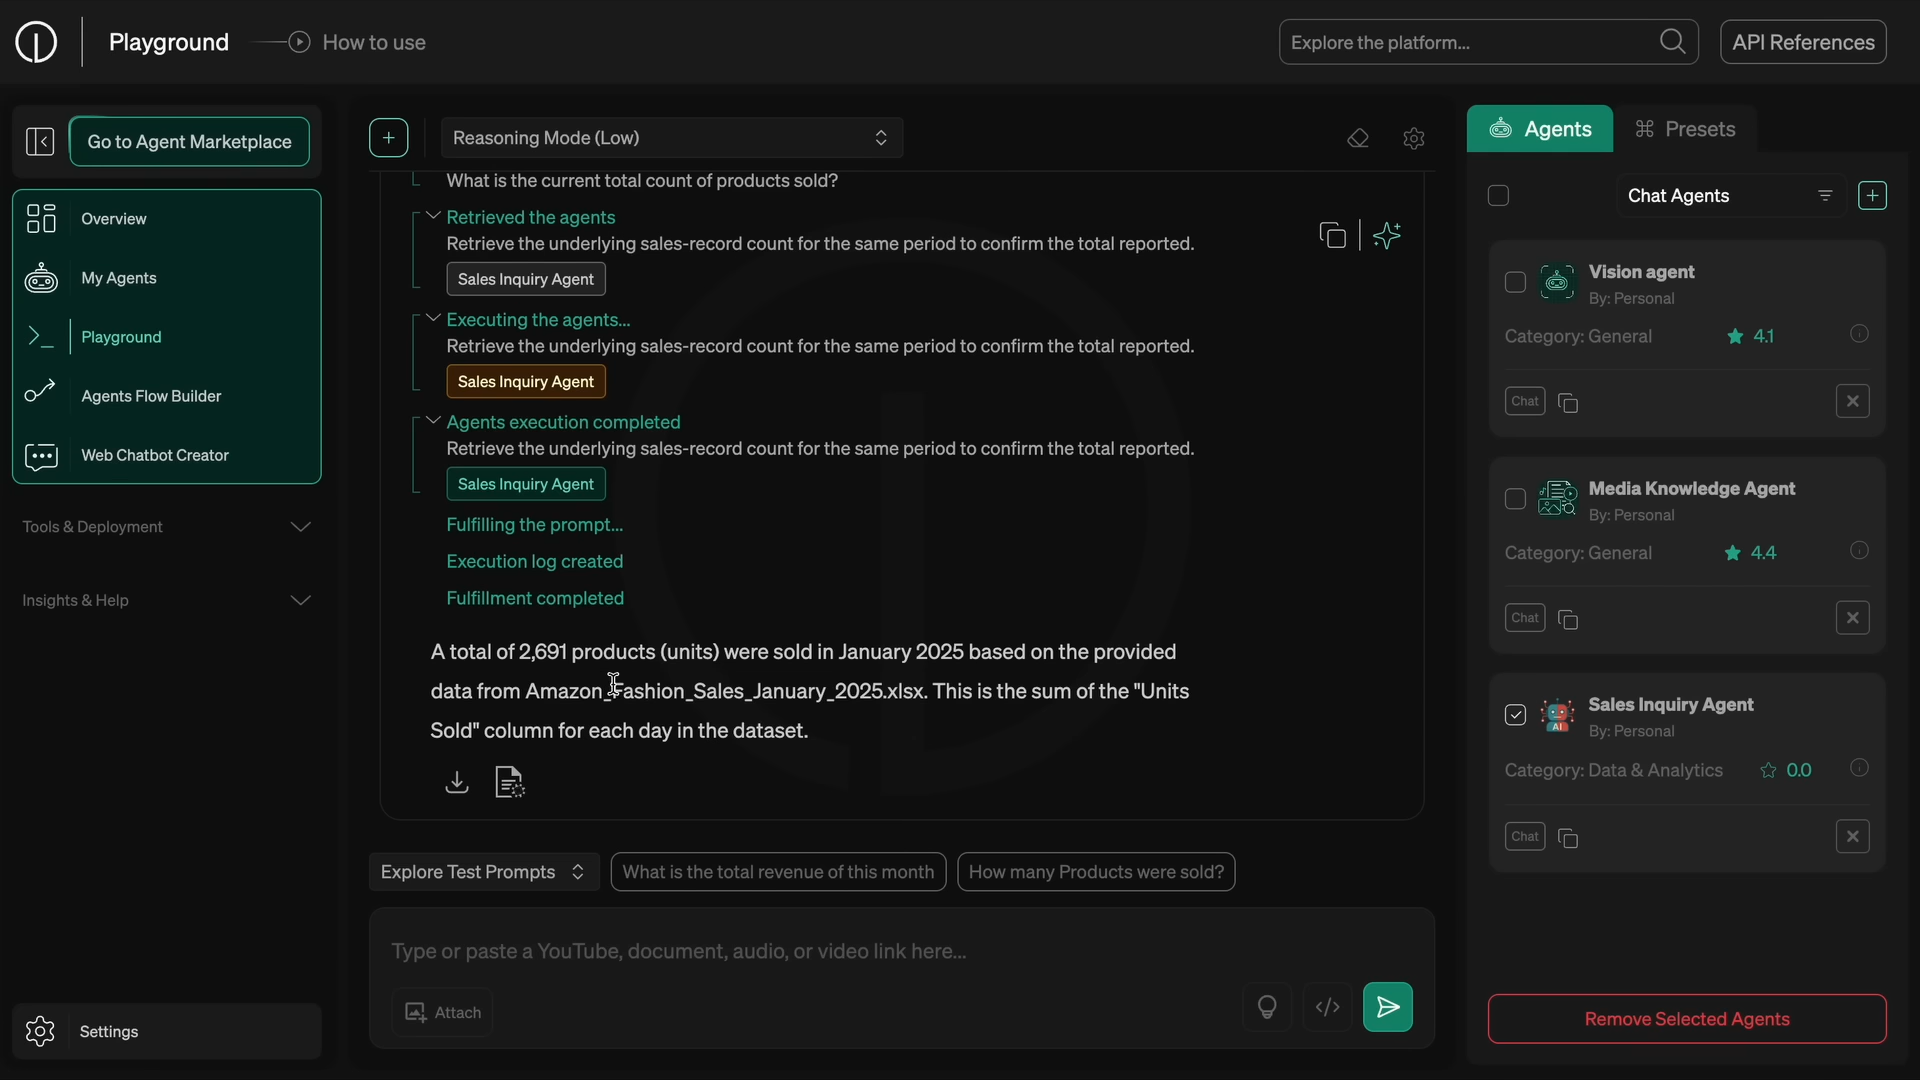 Playground
How to use
Explore the platform...
API References
Go to Agent Marketplace
Overview
My Agents
Playground
Agents Flow Builder
Web Chatbot Creator
Tools & Deployment
Insights & Help
Settings
Reasoning Mode (Low)
What is the current total count of products sold?
Retrieved the agents
Retrieve the underlying sales-record count for the same period to confirm the total reported.
Sales Inquiry Agent
Executing the agents...
Retrieve the underlying sales-record count for the same period to confirm the total reported.
Sales Inquiry Agent
Agents execution completed
Retrieve the underlying sales-record count for the same period to confirm the total reported.
Sales Inquiry Agent
Fulfilling the prompt...
Execution log created
Fulfillment completed
A total of 2,691 products (units) were sold in January 2025 based on the provided
data from Amazon_Fashion_Sales_January_2025.xlsx. This is the sum of the "Units
Sold" column for each day in the dataset.
Explore Test Prompts
What is the total revenue of this month
How many Products were sold?
Type or paste a YouTube, document, audio, or video link here...
Attach
Agents
Presets
Chat Agents
Vision agent
By: Personal
Category: General
4.1
Chat
Media Knowledge Agent
By: Personal
Category: General
4.4
Chat
AI
Sales Inquiry Agent
By: Personal
Category: Data & Analytics
0.0
Chat
Remove Selected Agents